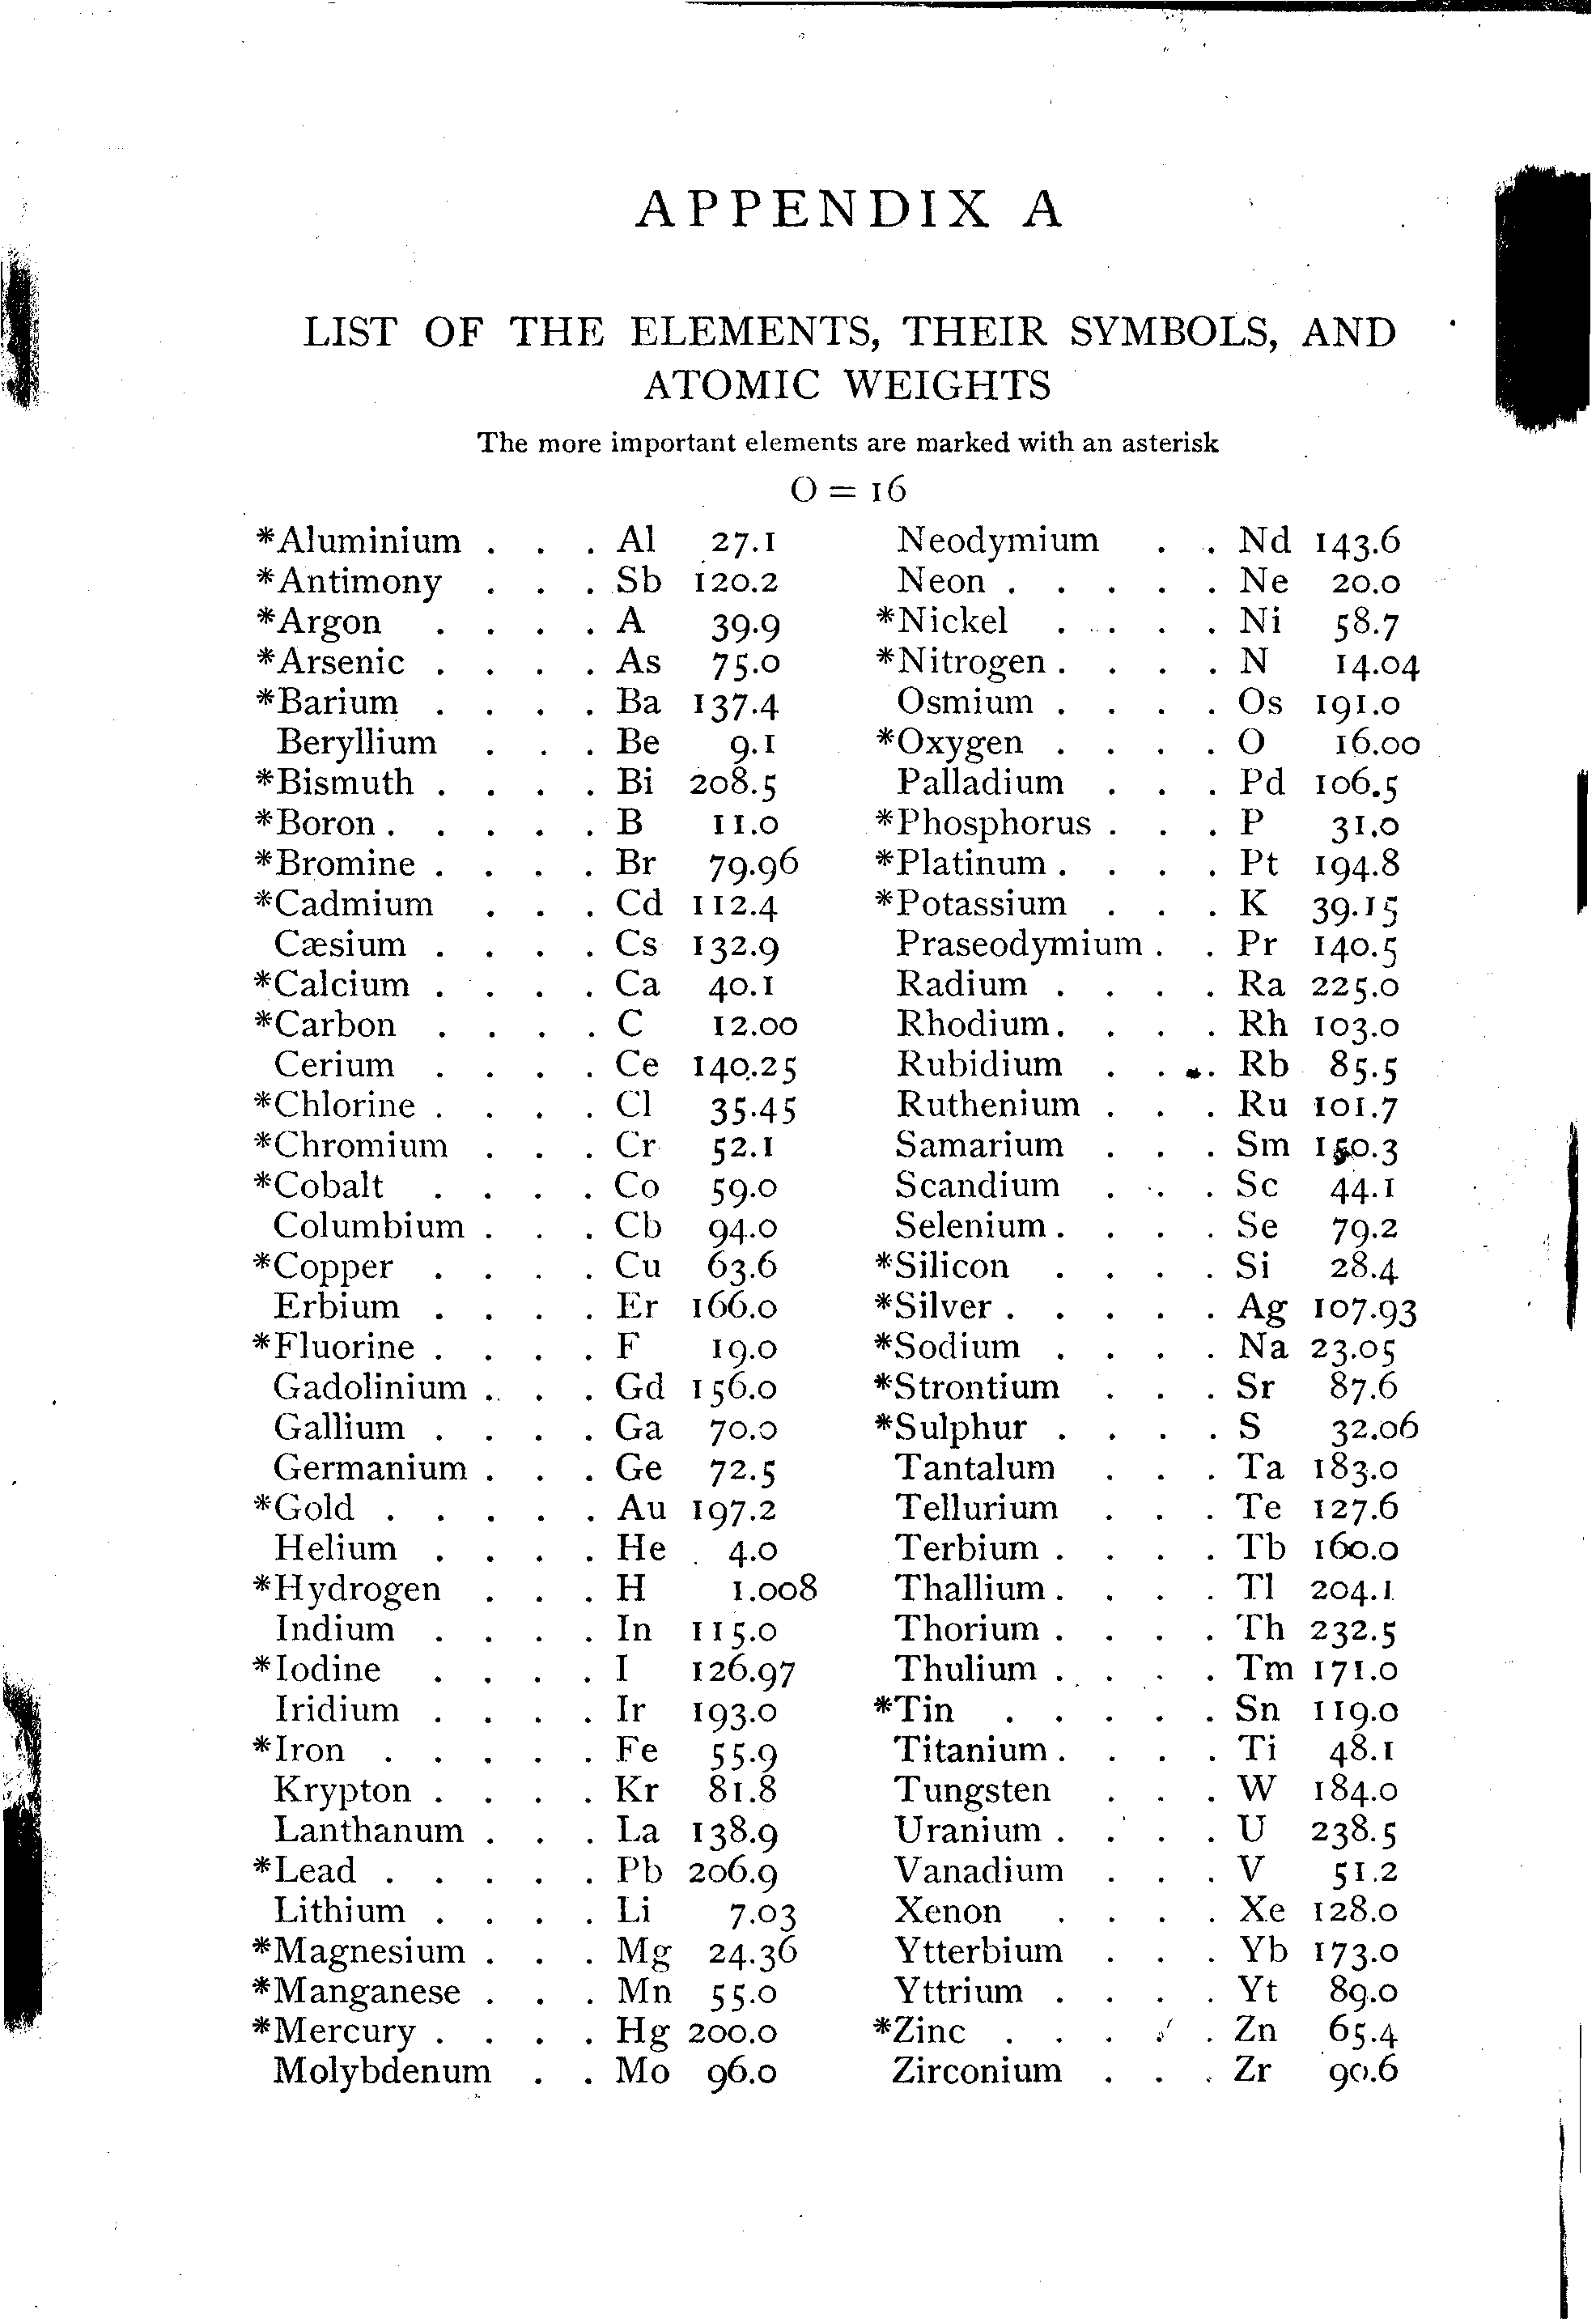 APPENDIX A
LIST OF THE ELEMENTS, THEIR SYMBOLS, AND
ATOMIC WEIGHTS
The more important elements are marked with an asterisk
O = 16
*Aluminium . . . Al 27.1
*Antimony . . . Sb 120.2
*Argon . . . . A 39.9
*Arsenic . . . . As 75.0
*Barium . . . . Ba 137.4
Beryllium . . . Be 9.1
*Bismuth . . . . Bi 208.5
*Boron . . . . . B 11.0
*Bromine . . . . Br 79.96
*Cadmium . . . Cd 112.4
Cæsium . . . . Cs 132.9
*Calcium . . . . Ca 40.1
*Carbon . . . . C 12.00
Cerium . . . . Ce 140.25
*Chlorine . . . . Cl 35.45
*Chromium . . . Cr 52.1
*Cobalt . . . . Co 59.0
Columbium . . . Cb 94.0
*Copper . . . . Cu 63.6
Erbium . . . . Er 166.0
*Fluorine . . . . F 19.0
Gadolinium . . . Gd 156.0
Gallium . . . . Ga 70.0
Germanium . . . Ge 72.5
*Gold . . . . . Au 197.2
Helium . . . . He 4.0
*Hydrogen . . . H 1.008
Indium . . . . In 115.0
*Iodine . . . . I 126.97
Iridium . . . . Ir 193.0
*Iron . . . . . Fe 55.9
Krypton . . . . Kr 81.8
Lanthanum . . . La 138.9
*Lead . . . . . Pb 206.9
Lithium . . . . Li 7.03
*Magnesium . . . Mg 24.36
*Manganese . . . Mn 55.0
*Mercury . . . . Hg 200.0
Molybdenum . . Mo 96.0
Neodymium . . Nd 143.6
Neon . . . . . Ne 20.0
*Nickel . . . . Ni 58.7
*Nitrogen . . . . N 14.04
Osmium . . . . Os 191.0
*Oxygen . . . . O 16.00
Palladium . . . Pd 106.5
*Phosphorus . . . P 31.0
*Platinum . . . . Pt 194.8
*Potassium . . . K 39.15
Praseodymium . . Pr 140.5
Radium . . . . Ra 225.0
Rhodium . . . . Rh 103.0
Rubidium . . . Rb 85.5
Ruthenium . . . Ru 101.7
Samarium . . . Sm 150.3
Scandium . . . Sc 44.1
Selenium . . . . Se 79.2
*Silicon . . . . Si 28.4
*Silver . . . . . Ag 107.93
*Sodium . . . . Na 23.05
*Strontium . . . Sr 87.6
*Sulphur . . . . S 32.06
Tantalum . . . Ta 183.0
Tellurium . . . Te 127.6
Terbium . . . . Tb 160.0
Thallium . . . . Tl 204.1
Thorium . . . . Th 232.5
Thulium . . . . Tm 171.0
*Tin . . . . . Sn 119.0
Titanium . . . . Ti 48.1
Tungsten . . . W 184.0
Uranium . . . . U 238.5
Vanadium . . . V 51.2
Xenon . . . . Xe 128.0
Ytterbium . . . Yb 173.0
Yttrium . . . . Yt 89.0
*Zinc . . . . . Zn 65.4
Zirconium . . . Zr 90.6